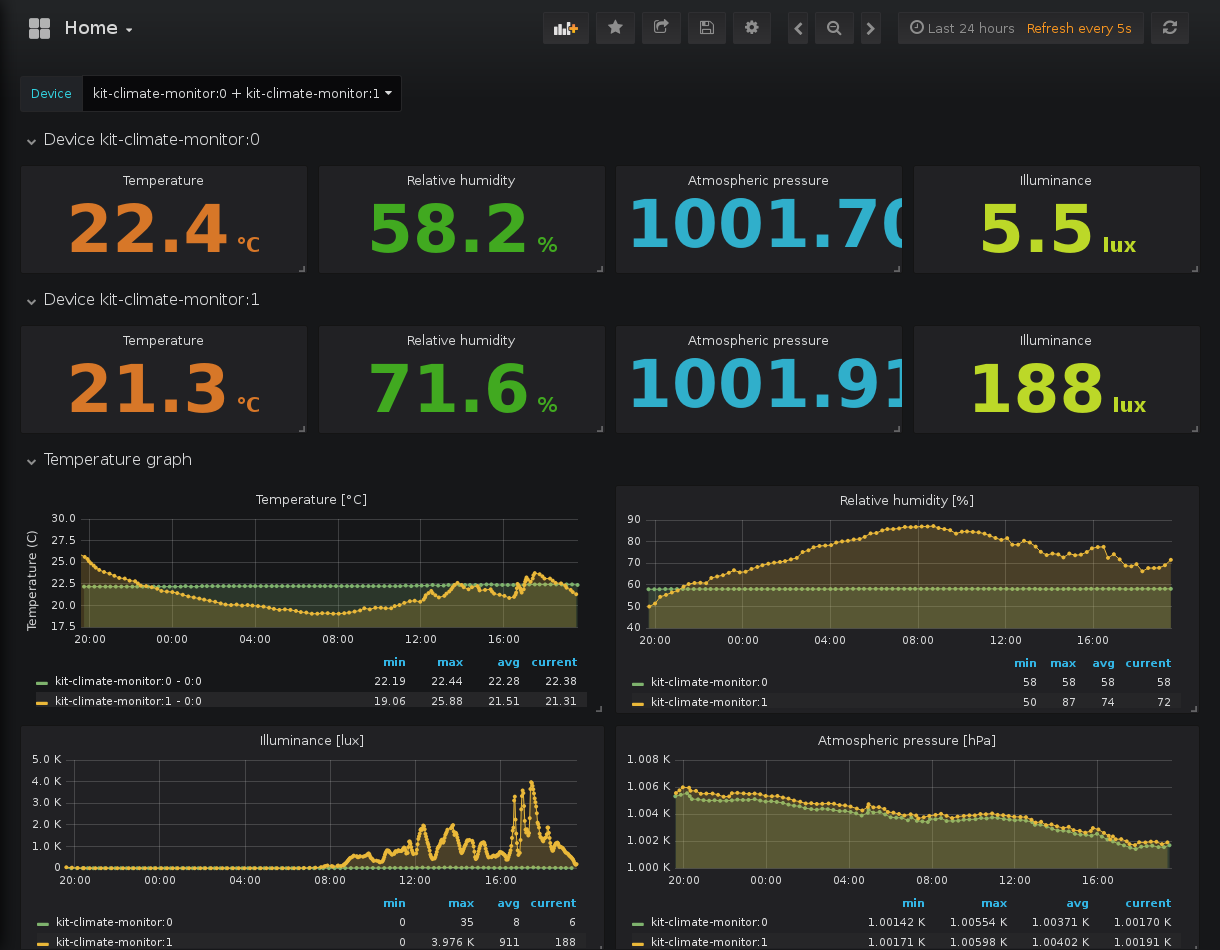 Home
Last 24 hours Refresh every 5s
Device kit-climate-monitor:0 + kit-climate-monitor:1
Device kit-climate-monitor:0
Temperature Relative humidity Atmospheric pressure Illuminance
22.4 °C 58.2 % 1001.70 5.5 lux
Device kit-climate-monitor:1
Temperature Relative humidity Atmospheric pressure Illuminance
21.3 °C 71.6 % 1001.91 188 lux
Temperature graph
Temperature [°C]
Temperature (C)
30.0
27.5
25.0
22.5
20.0
17.5
20:00 00:00 04:00 08:00 12:00 16:00
min max avg current
kit-climate-monitor:0 - 0:0 22.19 22.44 22.28 22.38
kit-climate-monitor:1 - 0:0 19.06 25.88 21.51 21.31
Relative humidity [%]
90
80
70
60
50
40
20:00 00:00 04:00 08:00 12:00 16:00
min max avg current
kit-climate-monitor:0 58 58 58 58
kit-climate-monitor:1 50 87 74 72
Illuminance [lux]
5.0 K
4.0 K
3.0 K
2.0 K
1.0 K
0
20:00 00:00 04:00 08:00 12:00 16:00
min max avg current
kit-climate-monitor:0 0 35 8 6
kit-climate-monitor:1 0 3.976 K 911 188
Atmospheric pressure [hPa]
1.008 K
1.006 K
1.004 K
1.002 K
1.000 K
20:00 00:00 04:00 08:00 12:00 16:00
min max avg current
kit-climate-monitor:0 1.00142 K 1.00554 K 1.00371 K 1.00170 K
kit-climate-monitor:1 1.00171 K 1.00598 K 1.00402 K 1.00191 K